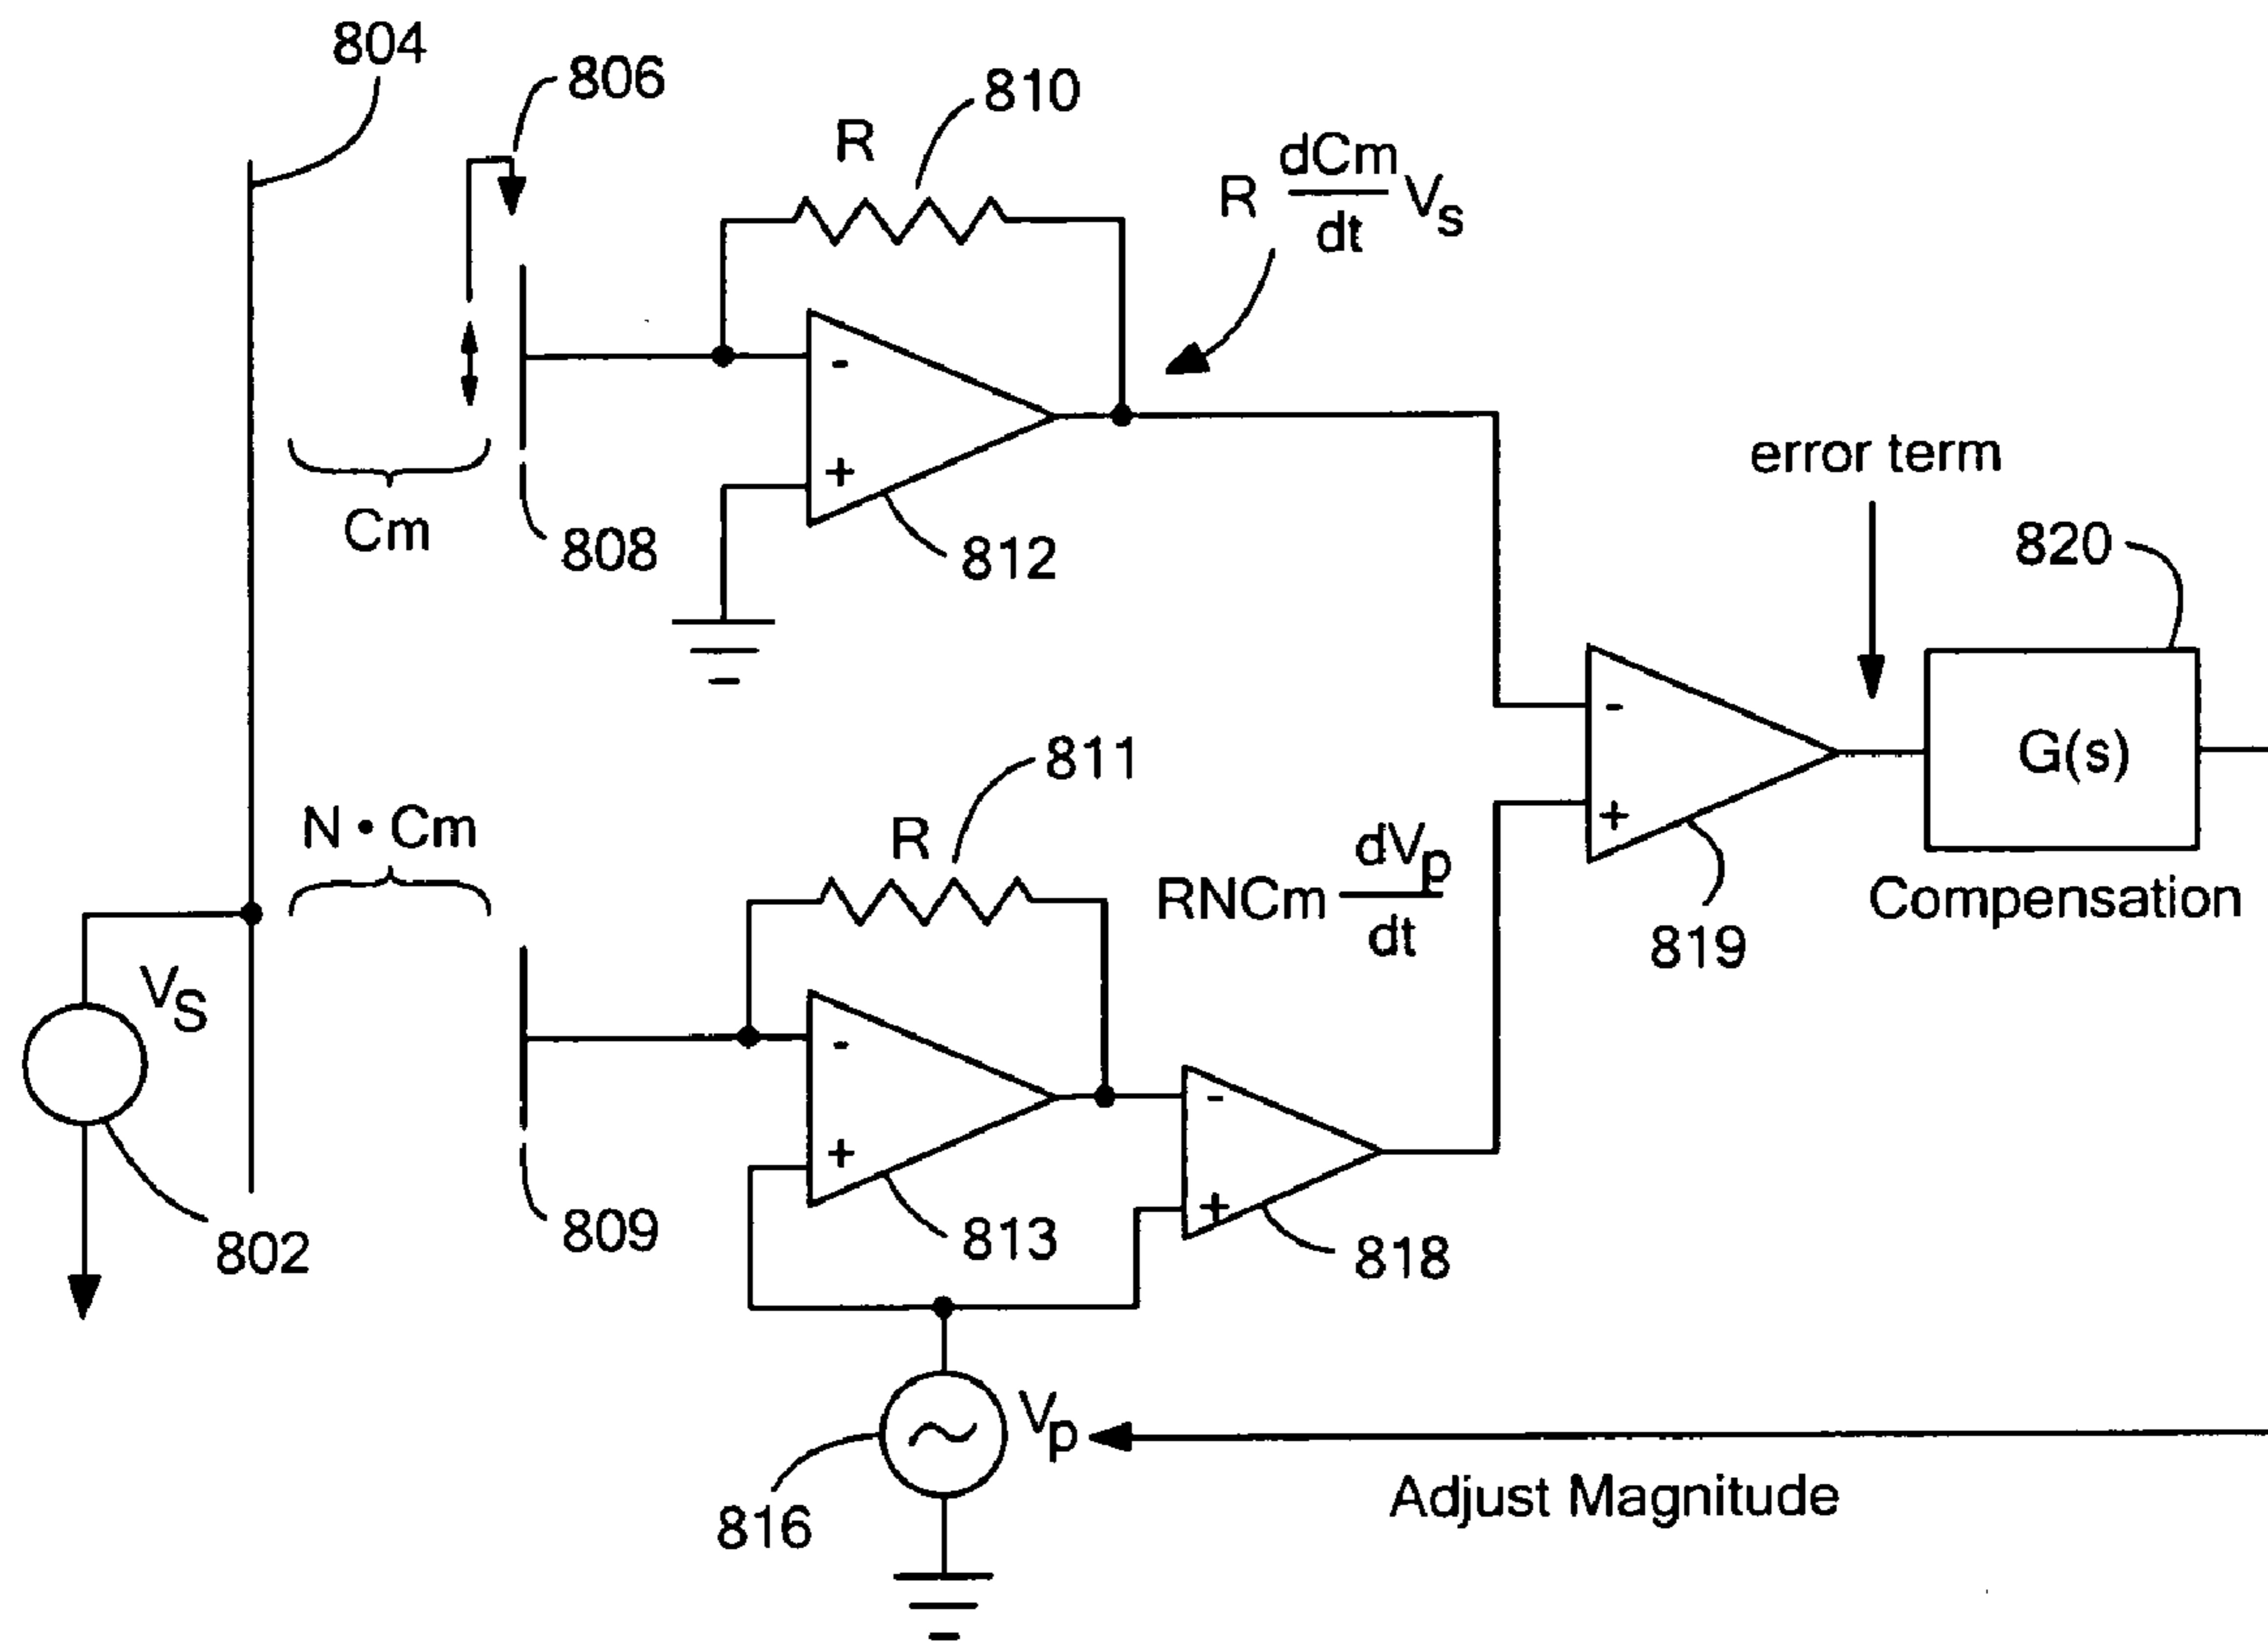 804
806
810
R
R dCm/dt Vs
-
+
Cm
808
812
error term
820
-
G(s)
+
Compensation
819
811
N • Cm
R
RNCm dVp/dt
VS
-
+
-
+
802
809
813
818
Vp
816
Adjust Magnitude